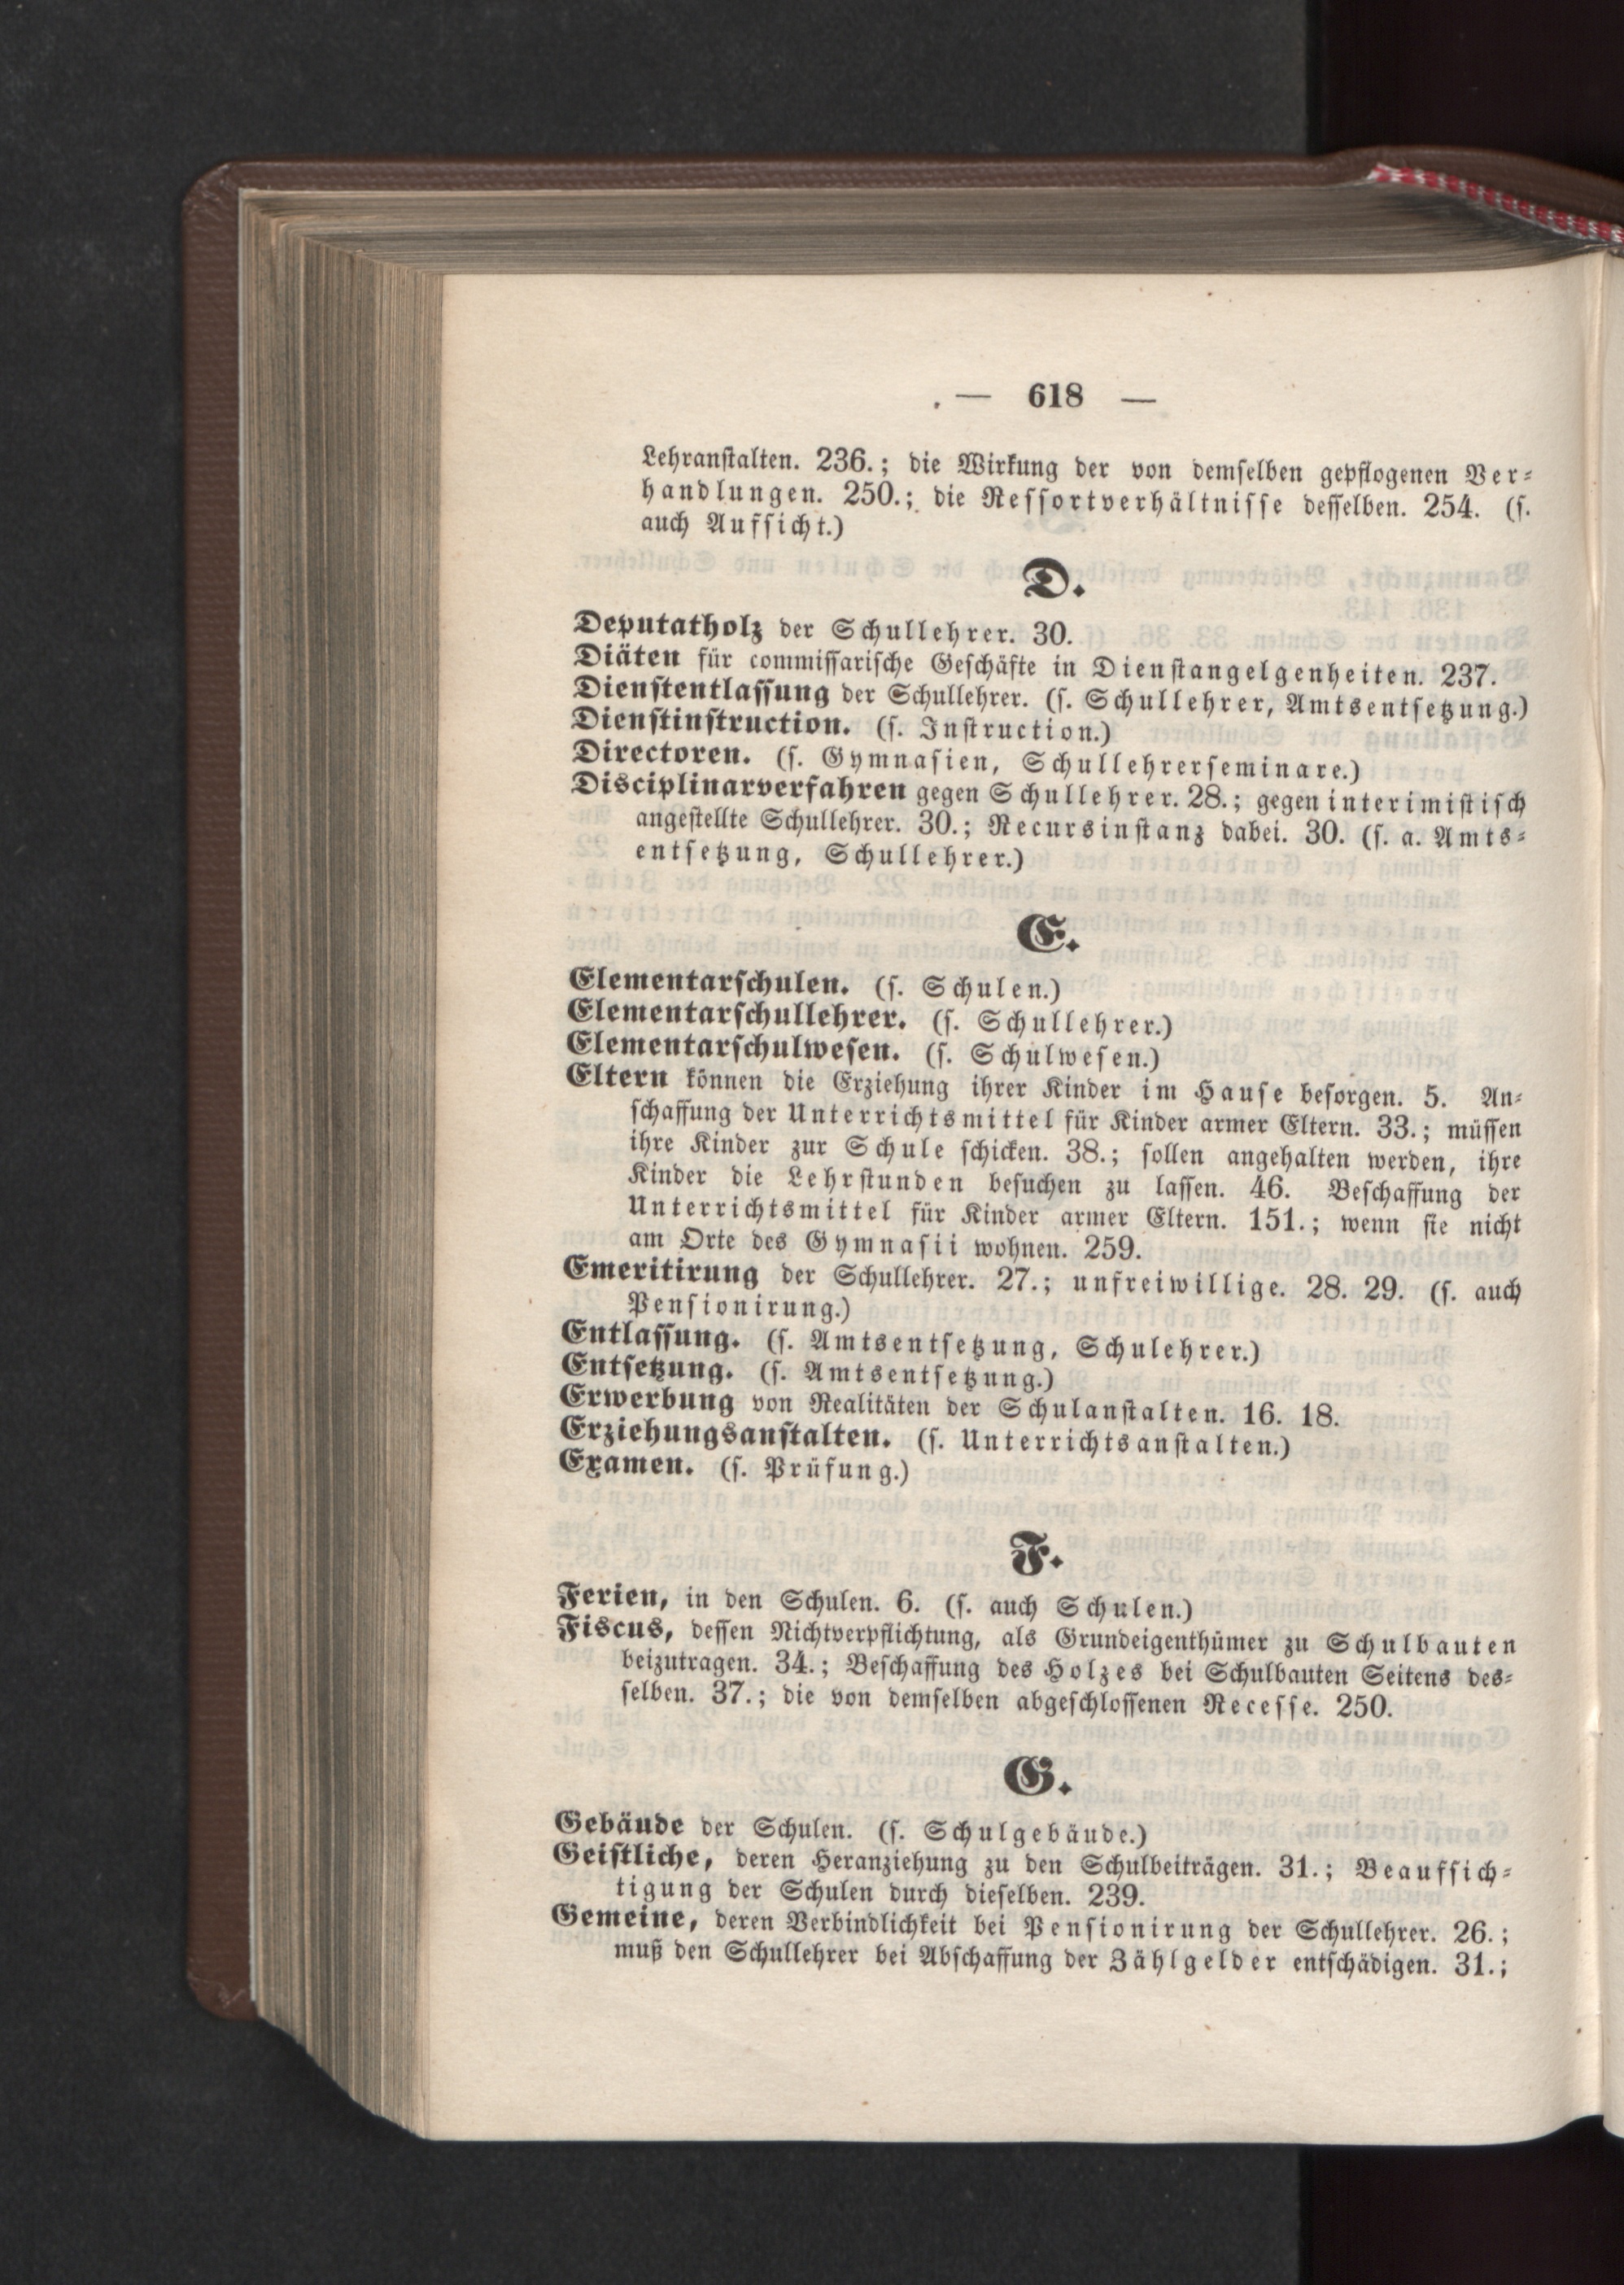 — 618 —
Lehranstalten. 236.; die Wirkung der von demselben gepflogenen Ver-
handlungen. 250.; die Ressortverhältnisse desselben. 254. (s.
auch Aufsicht.)
D.
Deputatholz der Schullehrer. 30.
Diäten für commissarische Geschäfte in Dienstangelgenheiten. 237.
Dienstentlassung der Schullehrer. (s. Schullehrer, Amtsentsetzung.)
Dienstinstruction. (s. Instruction.)
Directoren. (s. Gymnasien, Schullehrerseminare.)
Disciplinarverfahren gegen Schullehrer. 28.; gegen interimistisch
angestellte Schullehrer. 30.; Recursinstanz dabei. 30. (s. a. Amts-
entsetzung, Schullehrer.)
E.
Elementarschulen. (s. Schulen.)
Elementarschullehrer. (s. Schullehrer.)
Elementarschulwesen. (s. Schulwesen.)
Eltern können die Erziehung ihrer Kinder im Hause besorgen. 5. An-
schaffung der Unterrichtsmittel für Kinder armer Eltern. 33.; müssen
ihre Kinder zur Schule schicken. 38.; sollen angehalten werden, ihre
Kinder die Lehrstunden besuchen zu lassen. 46. Beschaffung der
Unterrichtsmittel für Kinder armer Eltern. 151.; wenn sie nicht
am Orte des Gymnasii wohnen. 259.
Emeritirung der Schullehrer. 27.; unfreiwillige. 28. 29. (s. auch
Pensionirung.)
Entlassung. (s. Amtsentsetzung, Schulehrer.)
Entsetzung. (s. Amtsentsetzung.)
Erwerbung von Realitäten der Schulanstalten. 16. 18.
Erziehungsanstalten. (s. Unterrichtsanstalten.)
Examen. (s. Prüfung.)
F.
Ferien, in den Schulen. 6. (s. auch Schulen.)
Fiscus, dessen Nichtverpflichtung, als Grundeigenthümer zu Schulbauten
beizutragen. 34.; Beschaffung des Holzes bei Schulbauten Seitens des-
selben. 37.; die von demselben abgeschlossenen Recesse. 250.
G.
Gebäude der Schulen. (s. Schulgebäude.)
Geistliche, deren Heranziehung zu den Schulbeiträgen. 31.; Beaufsich-
tigung der Schulen durch dieselben. 239.
Gemeine, deren Verbindlichkeit bei Pensionirung der Schullehrer. 26.;
muß den Schullehrer bei Abschaffung der Zählgelder entschädigen. 31.;